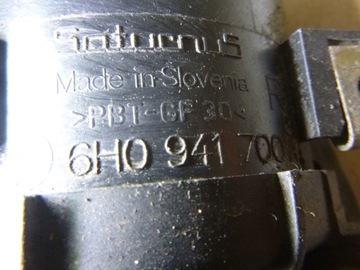 Saturnus
Made in Slovenia
>PBT-GF 30<
6H0 941 700